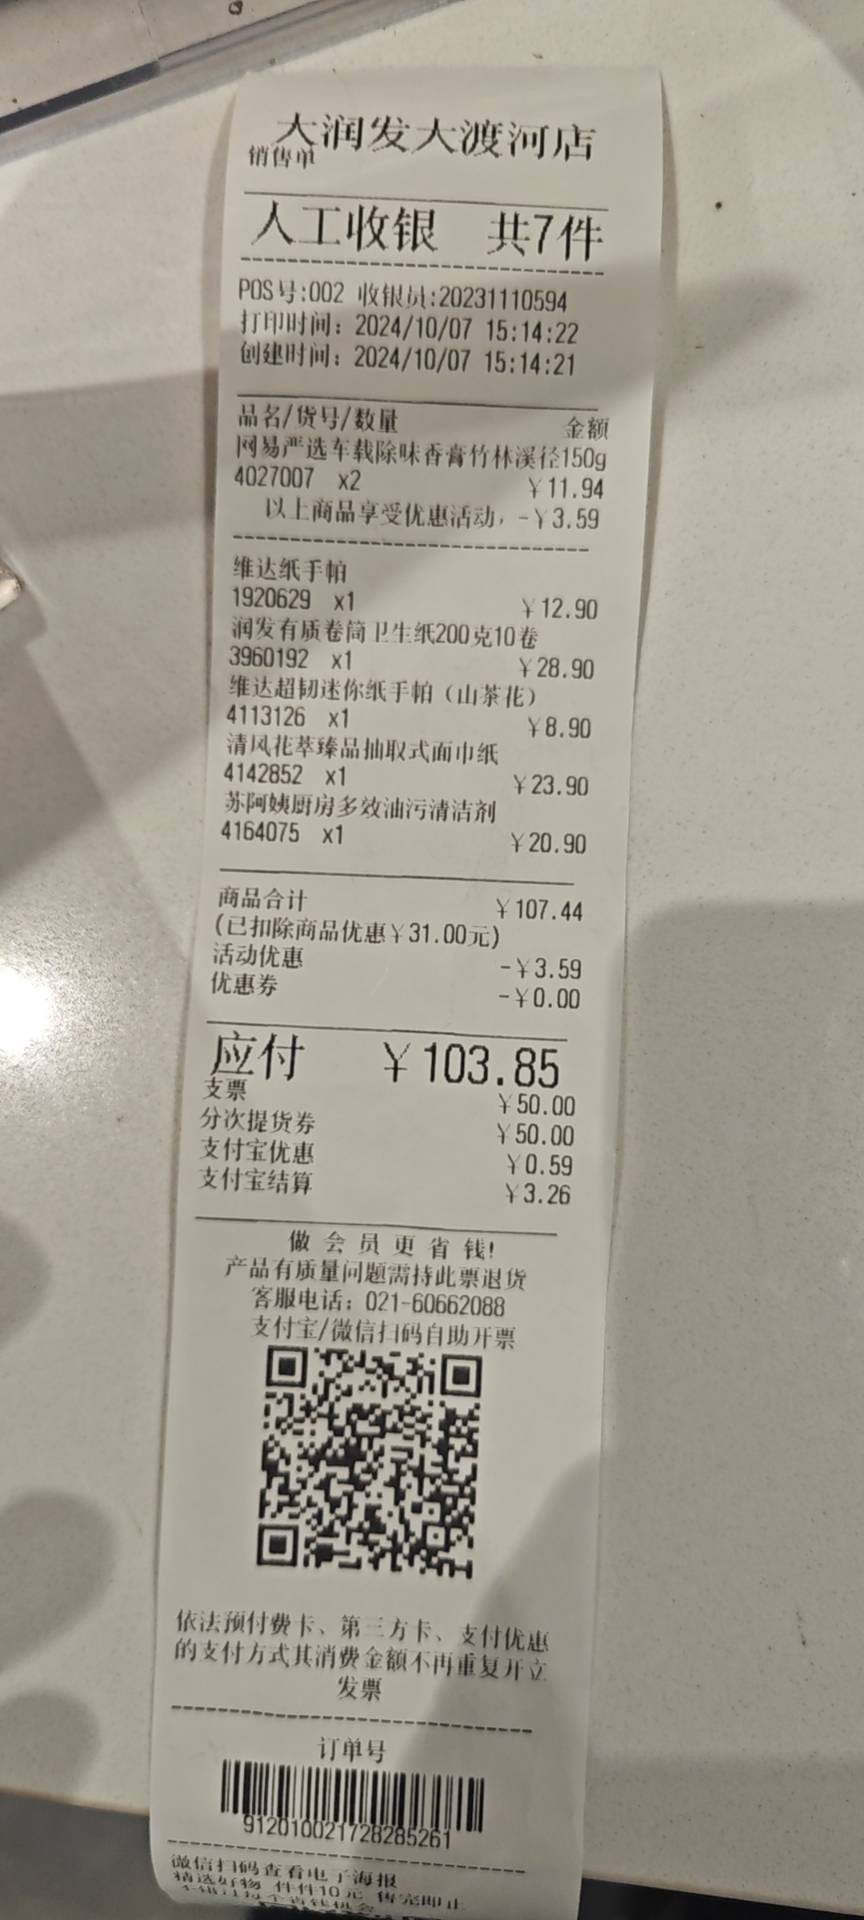 大润发大渡河店
销售单
人工收银 共7件
POS号:002 收银员:20231110594
打印时间: 2024/10/07 15:14:22
创建时间: 2024/10/07 15:14:21
品名/货号/数量 金额
网易严选车载除味香膏竹林溪径150g
4027007 x2 ￥11.94
以上商品享受优惠活动, -￥3.59
维达纸手帕
1920629 x1 ￥12.90
润发有质卷筒卫生纸200克10卷
3960192 x1 ￥28.90
维达超韧迷你纸手帕（山茶花）
4113126 x1 ￥8.90
清风花萃臻品抽取式面巾纸
4142852 x1 ￥23.90
苏阿姨厨房多效油污清洁剂
4164075 x1 ￥20.90
商品合计 ￥107.44
(已扣除商品优惠￥31.00元)
活动优惠 -￥3.59
优惠券 -￥0.00
应付 ￥103.85
支票 ￥50.00
分次提货券 ￥50.00
支付宝优惠 ￥0.59
支付宝结算 ￥3.26
做会员更省钱!
产品有质量问题需持此票退货
客服电话: 021-60662088
支付宝/微信扫码自助开票
依法预付费卡、第三方卡、支付优惠
的支付方式其消费金额不再重复开立
发票
订单号
912010021728285261
微信扫码查看电子海报
精选好物 件件10元 售完即止